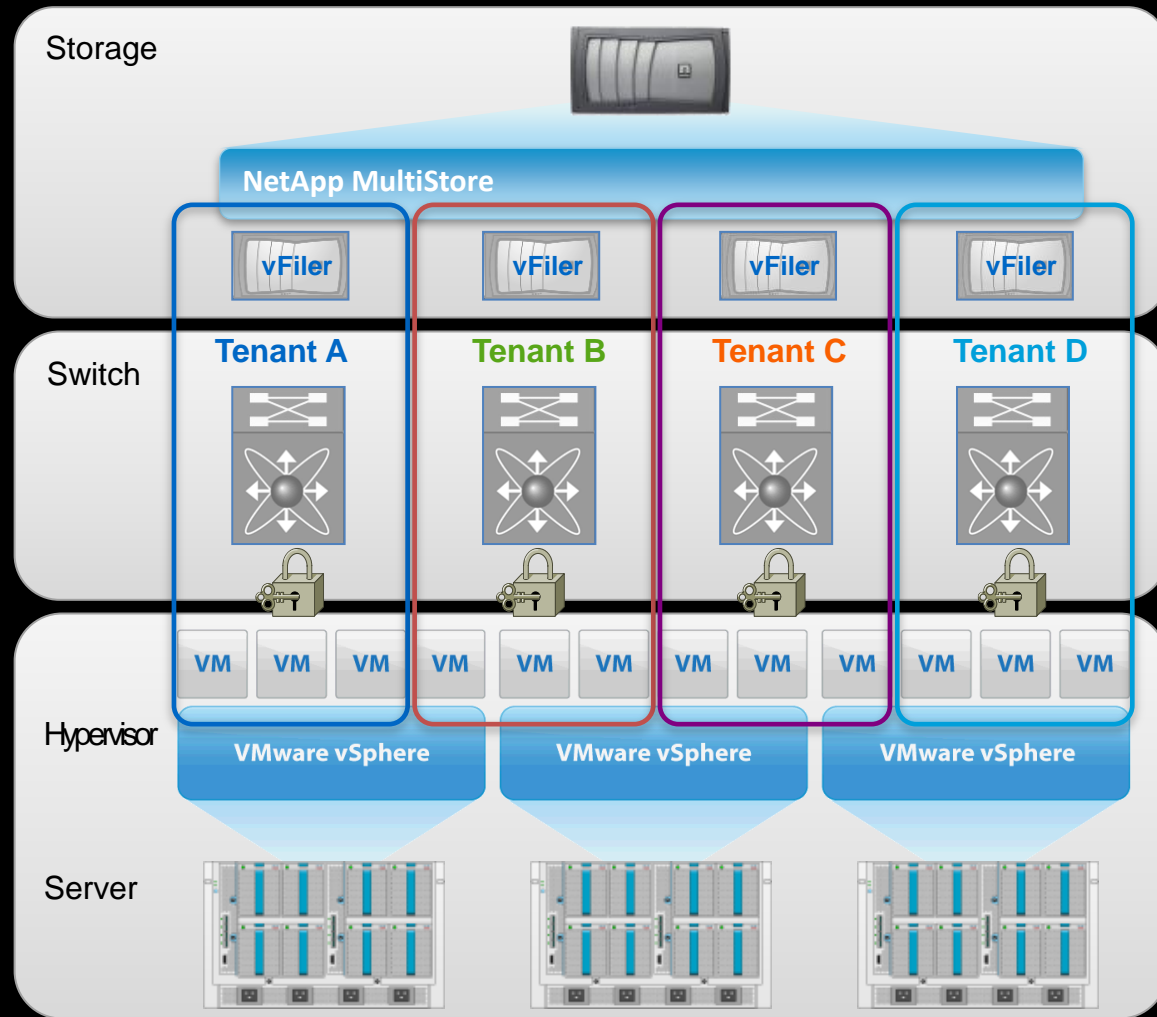 Storage
NetApp MultiStore
vFiler vFiler vFiler vFiler
Tenant A Tenant B Tenant C Tenant D
Switch
VM VM VM VM VM VM VM VM VM VM VM VM
Hypervisor
VMware vSphere VMware vSphere VMware vSphere
Server